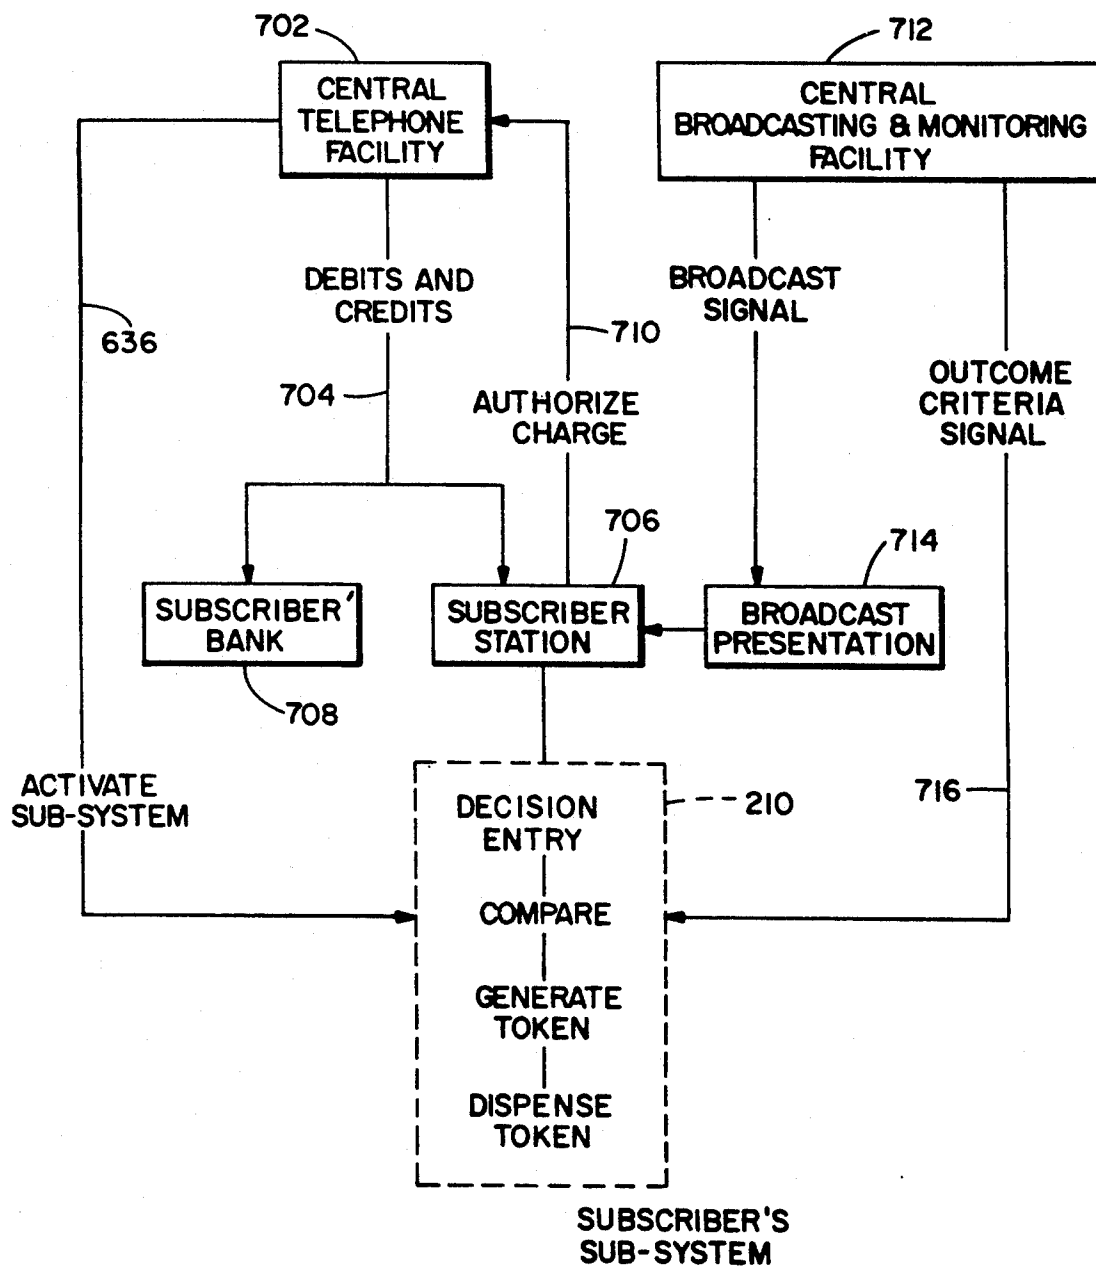 702
712
CENTRAL
TELEPHONE
FACILITY
CENTRAL
BROADCASTING & MONITORING
FACILITY
DEBITS AND
CREDITS
BROADCAST
SIGNAL
636
710
704
AUTHORIZE
CHARGE
OUTCOME
CRITERIA
SIGNAL
706
714
SUBSCRIBER'
BANK
SUBSCRIBER
STATION
BROADCAST
PRESENTATION
708
ACTIVATE
SUB-SYSTEM
DECISION
ENTRY
210
716
COMPARE
GENERATE
TOKEN
DISPENSE
TOKEN
SUBSCRIBER'S
SUB-SYSTEM